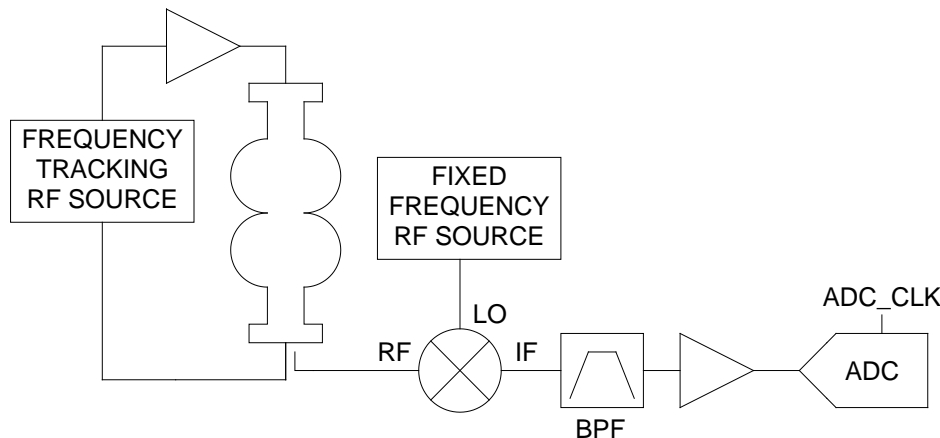 FREQUENCY
TRACKING
RF SOURCE
FIXED
FREQUENCY
RF SOURCE
LO
RF
IF
BPF
ADC_CLK
ADC